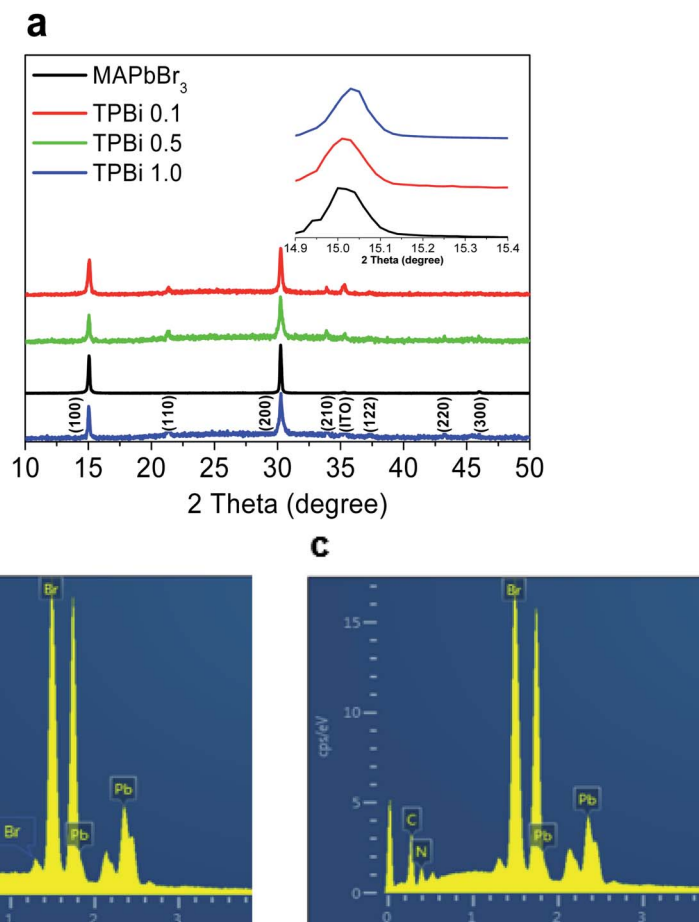 a
MAPbBr3
TPBi 0.1
TPBi 0.5
TPBi 1.0
14.9 15.0 15.1 15.2 15.3 15.4
2 Theta (degree)
(100) (110) (200) (210) (ITO) (122) (220) (300)
10 15 20 25 30 35 40 45 50
2 Theta (degree)
c
Br
Pb
Br
Pb
1 2 3
Br
15
10
cps/eV
Pb
5
C
Pb
N
0
0 1 2 3